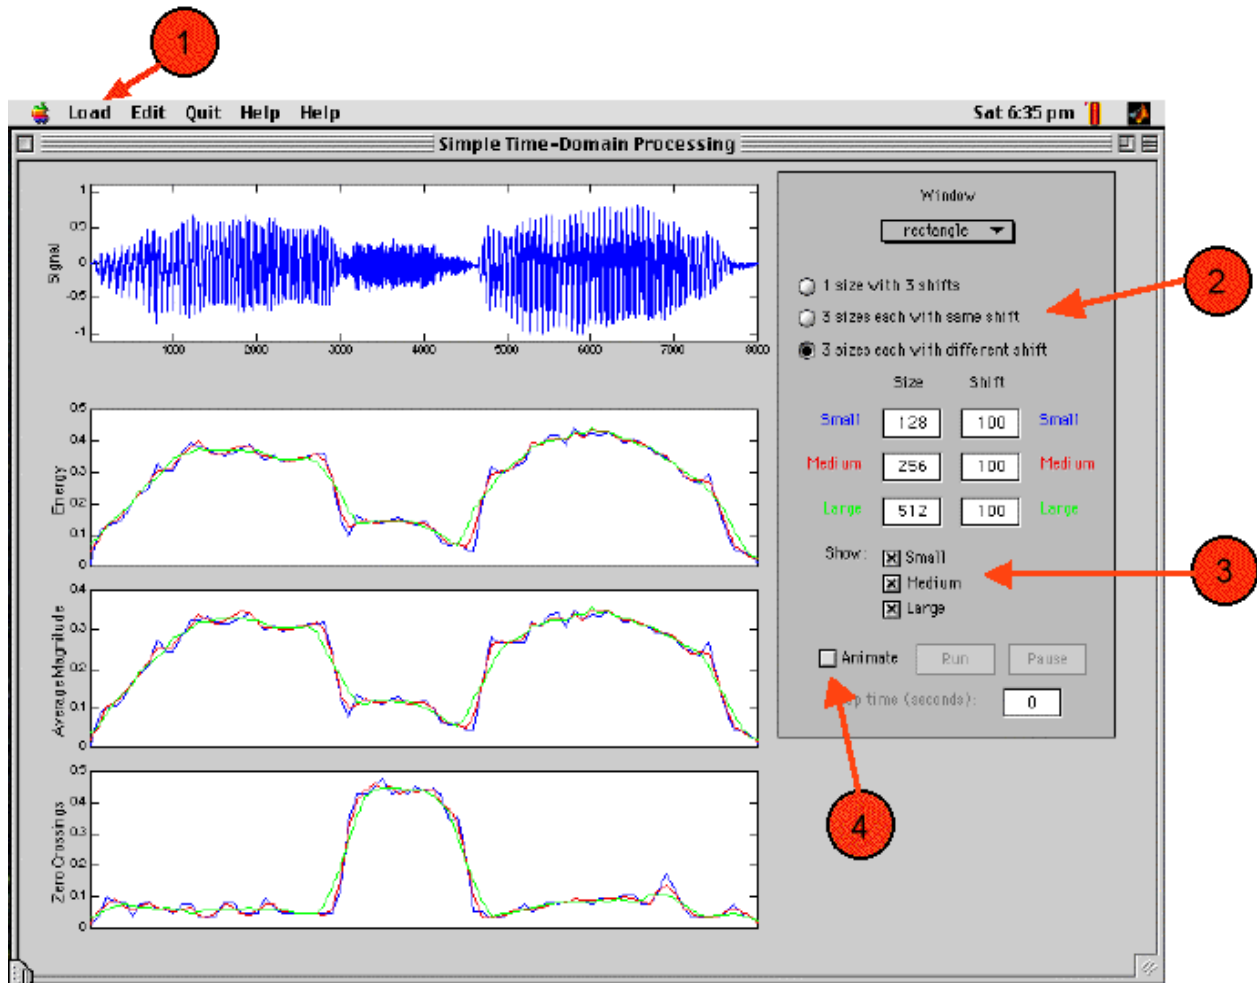 1
Load Edit Quit Help Help
Sat 6:35 pm
Simple Time-Domain Processing
Signal
1
0.5
0
-0.5
-1
1000 2000 3000 4000 5000 6000 7000 8000
Energy
0.5
0.4
0.3
0.2
0.1
0
Average Magnitude
0.4
0.3
0.2
0.1
0
Zero Crossings
0.5
0.4
0.3
0.2
0.1
0
Window
rectangle
2
1 size with 3 shifts
3 sizes each with same shift
3 sizes each with different shift
Size Shift
Small 128 100 Small
Medium 256 100 Medium
Large 512 100 Large
Show: Small
Medium
Large
3
Animate Run Pause
time (seconds): 0
4